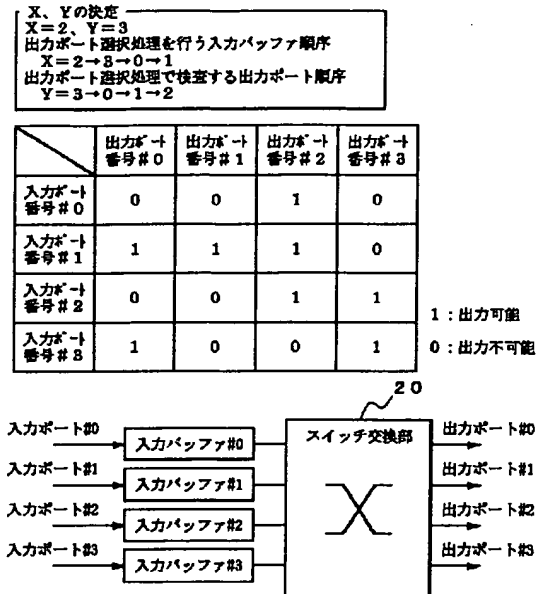 X、Yの決定
X=2、Y=3
出力ポート選択処理を行う入力バッファ順序
X=2→3→0→1
出力ポート選択処理で検査する出力ポート順序
Y=3→0→1→2
出力ポート番号#0 出力ポート番号#1 出力ポート番号#2 出力ポート番号#3
入力ポート番号#0 0 0 1 0
入力ポート番号#1 1 1 1 0
入力ポート番号#2 0 0 1 1
入力ポート番号#3 1 0 0 1
1:出力可能
0:出力不可能
20
入力ポート#0 入力バッファ#0 スイッチ交換部 出力ポート#0
入力ポート#1 入力バッファ#1 出力ポート#1
入力ポート#2 入力バッファ#2 出力ポート#2
入力ポート#3 入力バッファ#3 出力ポート#3